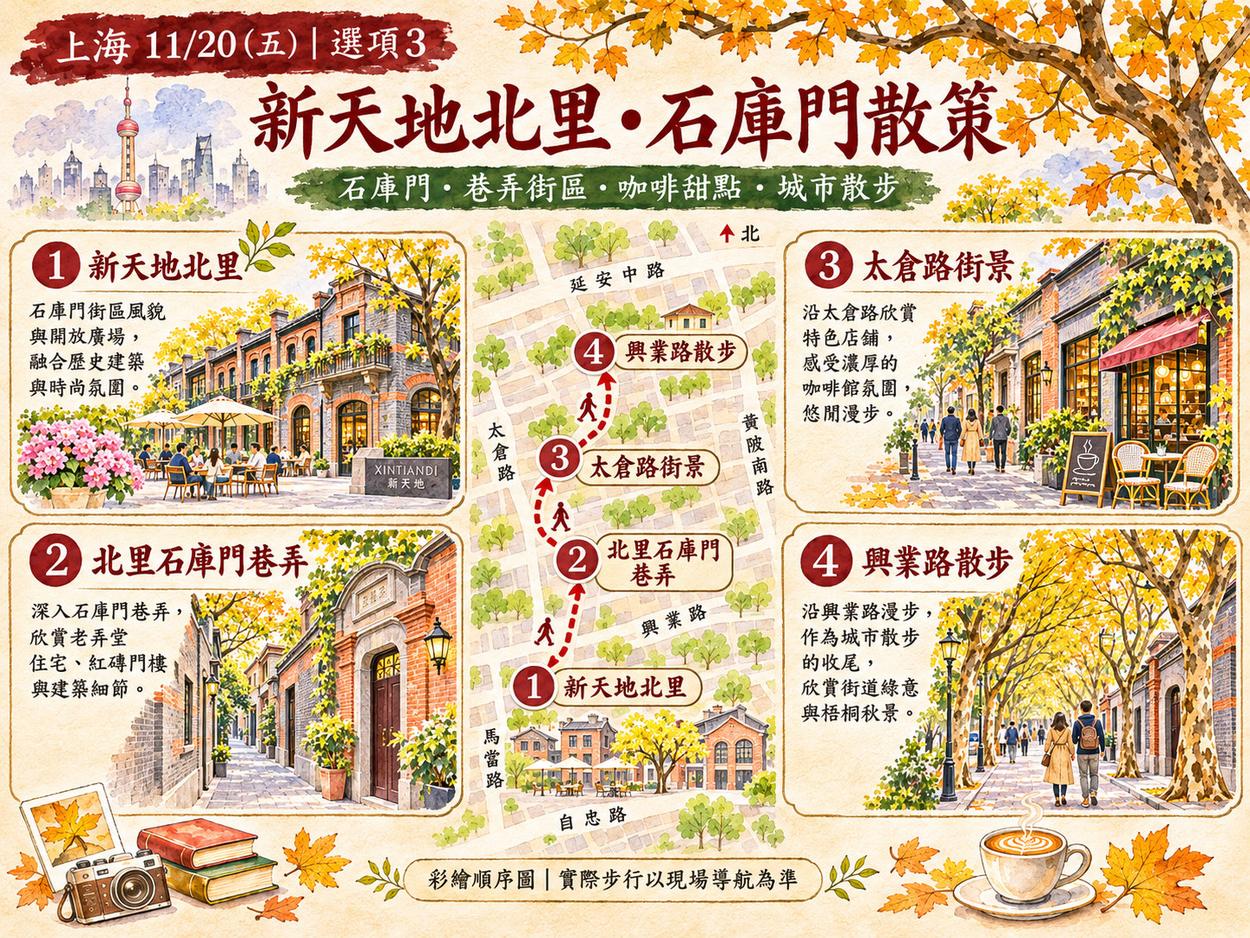 上海 11/20(五)｜選項3
新天地北里·石庫門散策
石庫門·巷弄街區·咖啡甜點·城市散步
1 新天地北里
石庫門街區風貌
與開放廣場，
融合歷史建築
與時尚氛圍。
XINTIANDI
新天地
2 北里石庫門巷弄
深入石庫門巷弄，
欣賞老弄堂
住宅、紅磚門樓
與建築細節。
北
延安中路
4 興業路散步
太倉路
黃陂南路
3 太倉路街景
2 北里石庫門
巷弄
興業路
1 新天地北里
馬當路
自忠路
3 太倉路街景
沿太倉路欣賞
特色店鋪，
感受濃厚的
咖啡館氛圍，
悠閒漫步。
4 興業路散步
沿興業路漫步，
作為城市散步
的收尾，
欣賞街道綠意
與梧桐秋景。
彩繪順序圖｜實際步行以現場導航為準